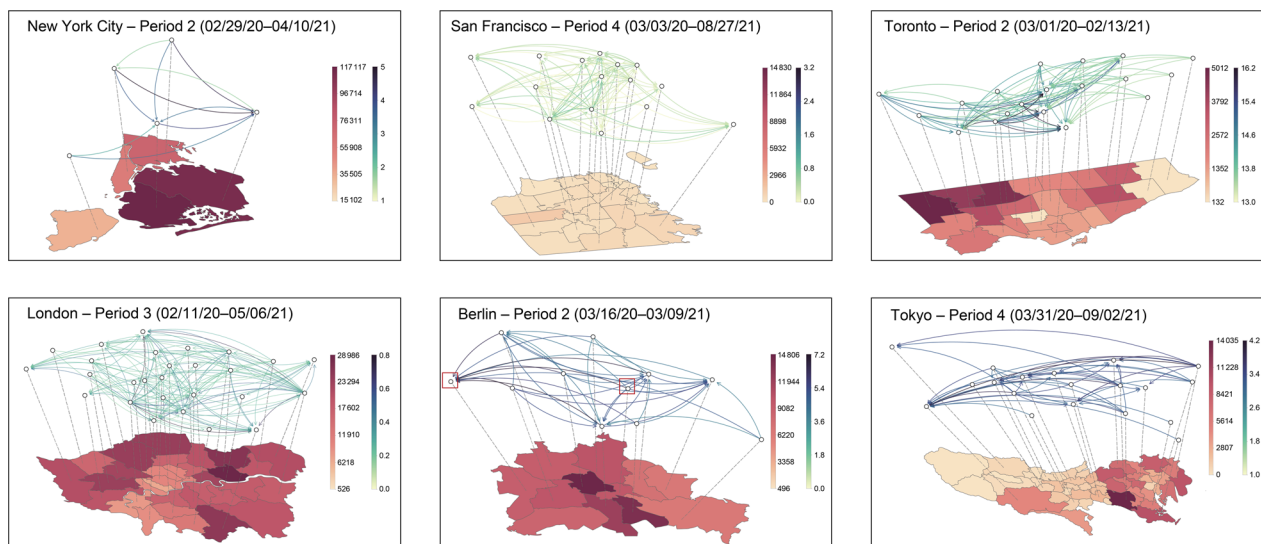 New York City – Period 2 (02/29/20–04/10/21)
117 117 5
96 714 4
76 311
3
55 908
35 505 2
15 102 1
San Francisco – Period 4 (03/03/20–08/27/21)
14 830 3.2
11 864 2.4
8898
14.6
5932
2966 0.8
0 0.0
Toronto – Period 2 (03/01/20–02/13/21)
5012 16.2
3792 15.4
2572 14.6
1352 13.8
132 13.0
London – Period 3 (02/11/20–05/06/21)
28 986 0.8
23 294 0.6
17 602
0.4
11 910
6218 0.2
526 0.0
Berlin – Period 2 (03/16/20–03/09/21)
14 806 7.2
11 944 5.4
9082
3.6
6220
3358 1.8
496 0.0
Tokyo – Period 4 (03/31/20–09/02/21)
14 035 4.2
11 228 3.4
8421
2.6
5614
2807 1.8
0 1.0